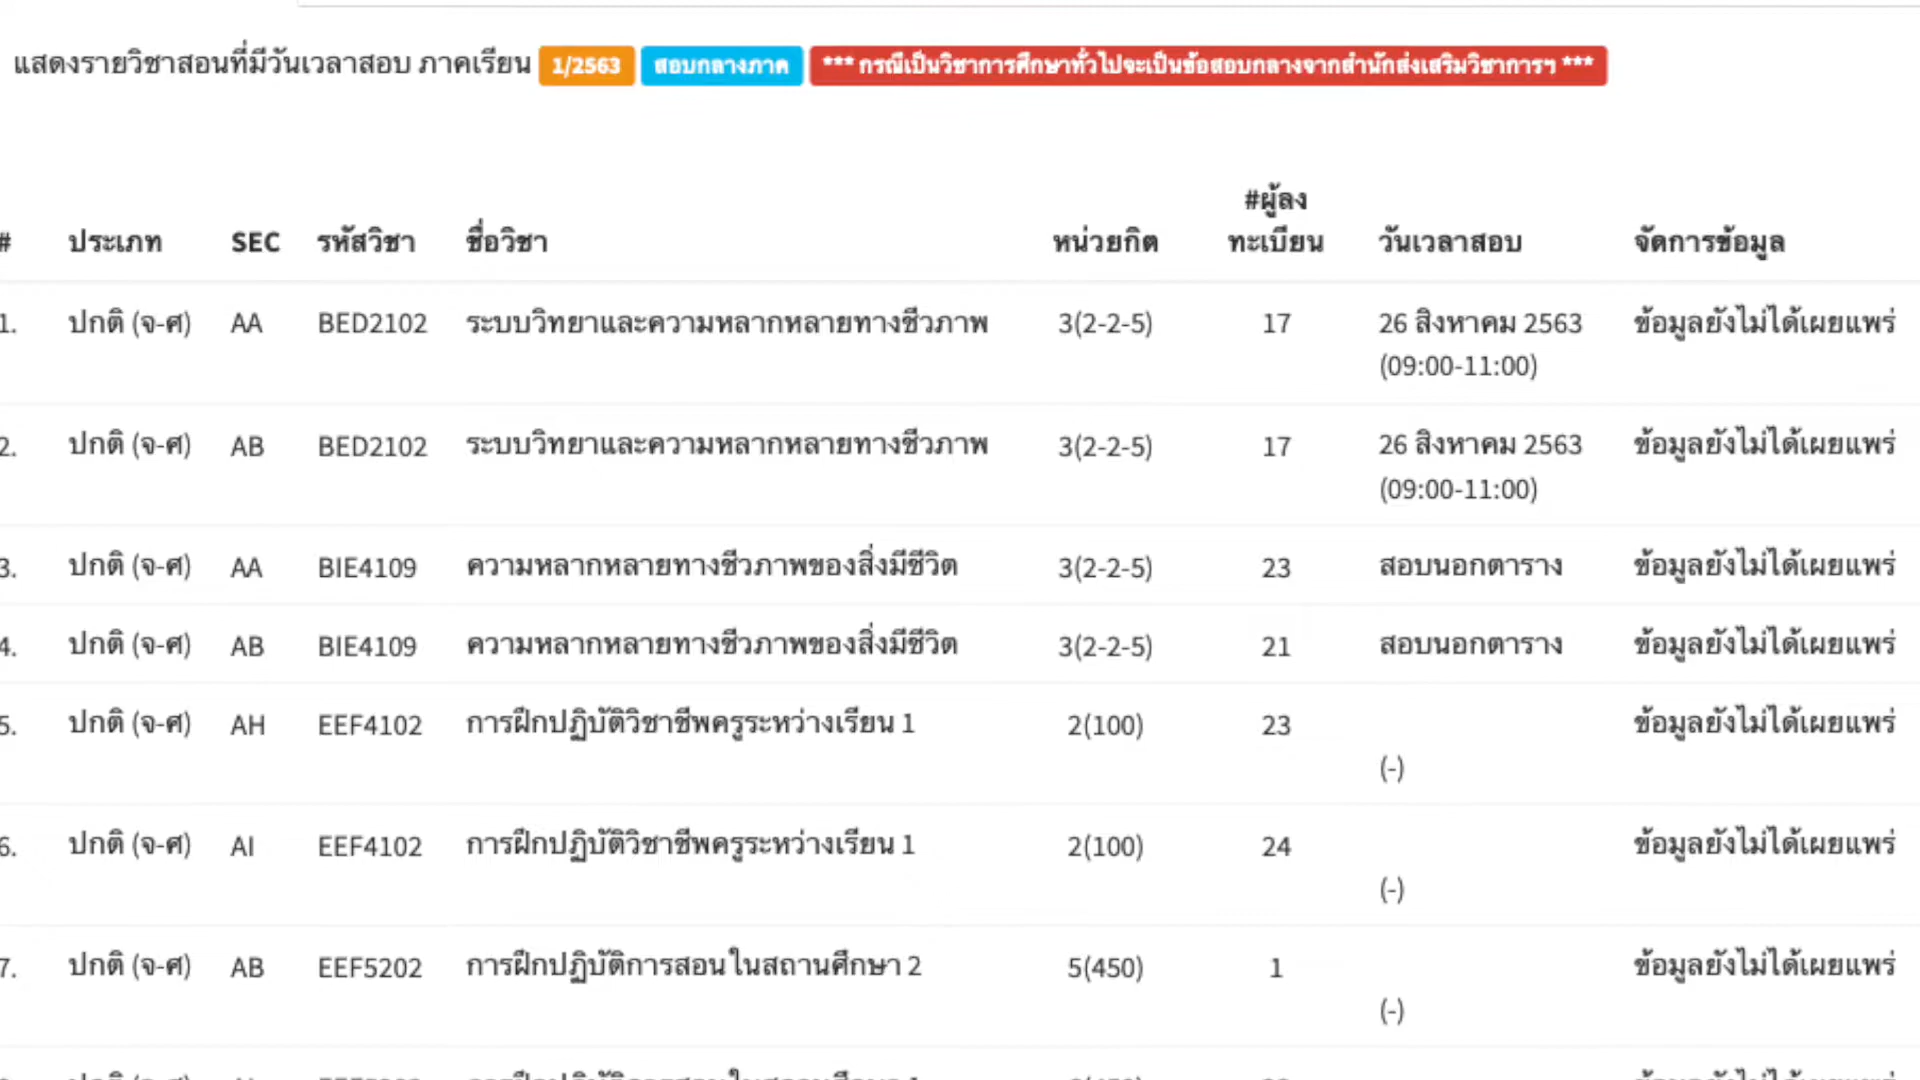 แสดงรายวิชาสอนที่มีวันเวลาสอบ ภาคเรียน 1/2563 สอบกลางภาค *** กรณีเป็นวิชาการศึกษาทั่วไปจะเป็นข้อสอบกลางจากสำนักส่งเสริมวิชาการฯ ***
# ประเภท SEC รหัสวิชา ชื่อวิชา หน่วยกิต #ผู้ลงทะเบียน วันเวลาสอบ จัดการข้อมูล
1. ปกติ (จ-ศ) AA BED2102 ระบบวิทยาและความหลากหลายทางชีวภาพ 3(2-2-5) 17 26 สิงหาคม 2563 ข้อมูลยังไม่ได้เผยแพร่
(09:00-11:00)
2. ปกติ (จ-ศ) AB BED2102 ระบบวิทยาและความหลากหลายทางชีวภาพ 3(2-2-5) 17 26 สิงหาคม 2563 ข้อมูลยังไม่ได้เผยแพร่
(09:00-11:00)
3. ปกติ (จ-ศ) AA BIE4109 ความหลากหลายทางชีวภาพของสิ่งมีชีวิต 3(2-2-5) 23 สอบนอกตาราง ข้อมูลยังไม่ได้เผยแพร่
4. ปกติ (จ-ศ) AB BIE4109 ความหลากหลายทางชีวภาพของสิ่งมีชีวิต 3(2-2-5) 21 สอบนอกตาราง ข้อมูลยังไม่ได้เผยแพร่
5. ปกติ (จ-ศ) AH EEF4102 การฝึกปฏิบัติวิชาชีพครูระหว่างเรียน 1 2(100) 23 ข้อมูลยังไม่ได้เผยแพร่
(-)
6. ปกติ (จ-ศ) AI EEF4102 การฝึกปฏิบัติวิชาชีพครูระหว่างเรียน 1 2(100) 24 ข้อมูลยังไม่ได้เผยแพร่
(-)
7. ปกติ (จ-ศ) AB EEF5202 การฝึกปฏิบัติการสอนในสถานศึกษา 2 5(450) 1 ข้อมูลยังไม่ได้เผยแพร่
(-)